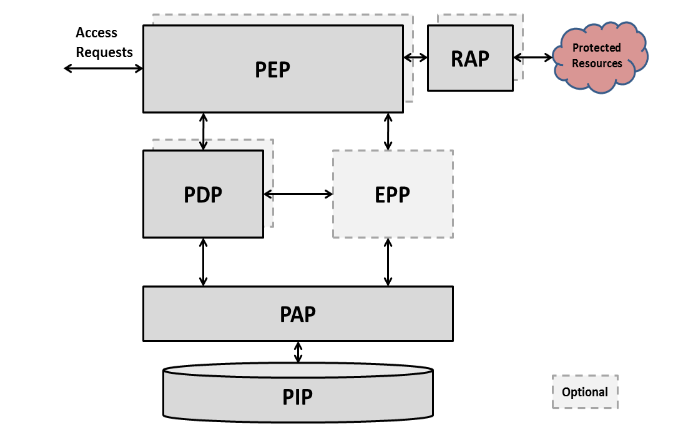 Access
Requests
PEP
RAP
Protected
Resources
PDP
EPP
PAP
PIP
Optional